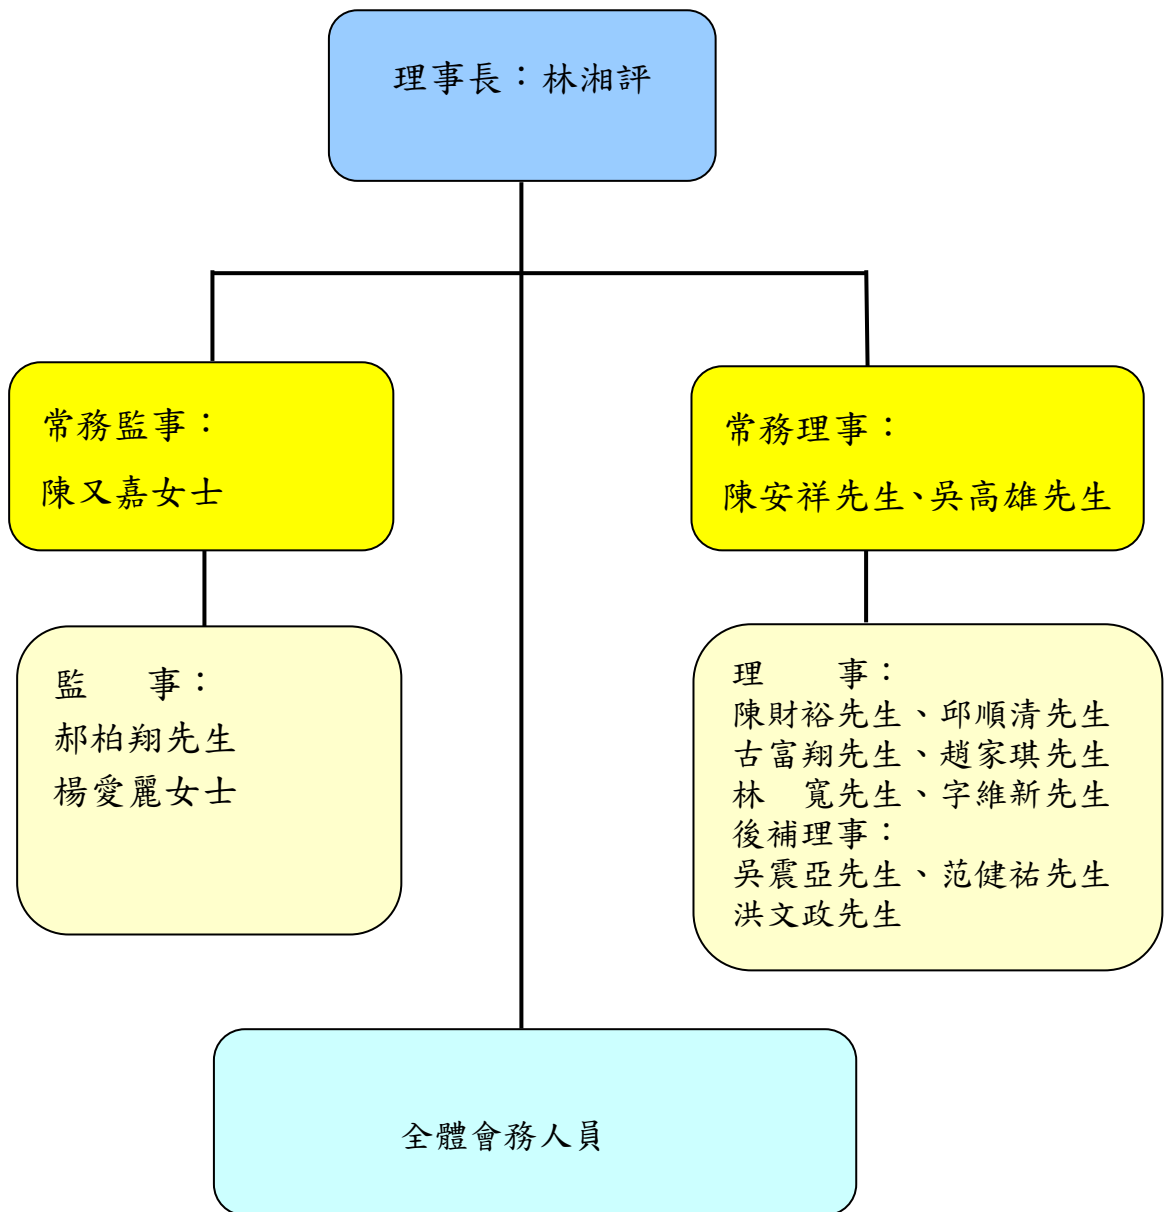 理事長：林湘評
常務監事：
陳又嘉女士
常務理事：
陳安祥先生、吳高雄先生
監　事：
郝柏翔先生
楊愛麗女士
理　　事：
陳財裕先生、邱順清先生
古富翔先生、趙家琪先生
林　寬先生、字維新先生
後補理事：
吳震亞先生、范健祐先生
洪文政先生
全體會務人員